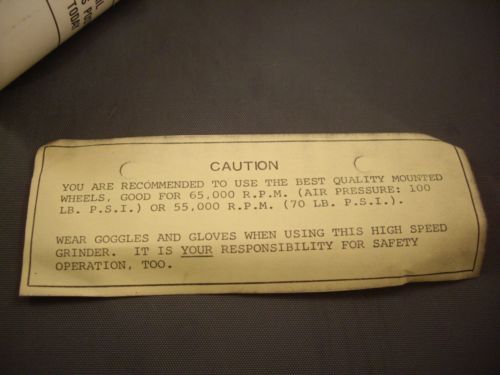 TODAY
CAUTION
YOU ARE RECOMMENDED TO USE THE BEST QUALITY MOUNTED
WHEELS, GOOD FOR 65,000 R.P.M. (AIR PRESSURE: 100
LB. P.S.I.) OR 55,000 R.P.M. (70 LB. P.S.I.).
WEAR GOGGLES AND GLOVES WHEN USING THIS HIGH SPEED
GRINDER. IT IS YOUR RESPONSIBILITY FOR SAFETY
OPERATION, TOO.